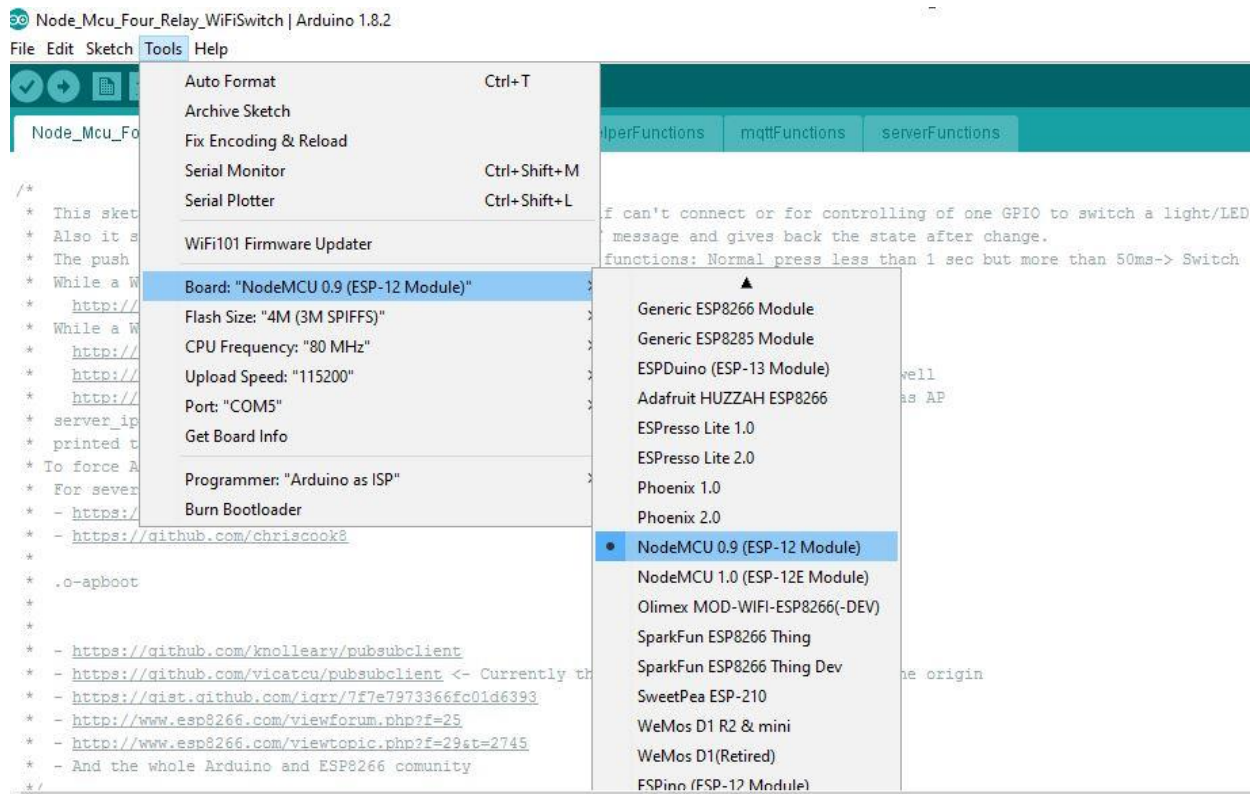 Node_Mcu_Four_Relay_WiFiSwitch | Arduino 1.8.2
File Edit Sketch Tools Help
Node_Mcu_Fo
lperFunctions
mqttFunctions
serverFunctions
Auto Format Ctrl+T
Archive Sketch
Fix Encoding & Reload
Serial Monitor Ctrl+Shift+M
Serial Plotter Ctrl+Shift+L
WiFi101 Firmware Updater
Board: "NodeMCU 0.9 (ESP-12 Module)"
Flash Size: "4M (3M SPIFFS)"
CPU Frequency: "80 MHz"
Upload Speed: "115200"
Port: "COM5"
Get Board Info
Programmer: "Arduino as ISP"
Burn Bootloader
Generic ESP8266 Module
Generic ESP8285 Module
ESPDuino (ESP-13 Module)
Adafruit HUZZAH ESP8266
ESPresso Lite 1.0
ESPresso Lite 2.0
Phoenix 1.0
Phoenix 2.0
NodeMCU 0.9 (ESP-12 Module)
NodeMCU 1.0 (ESP-12E Module)
Olimex MOD-WIFI-ESP8266(-DEV)
SparkFun ESP8266 Thing
SparkFun ESP8266 Thing Dev
SweetPea ESP-210
WeMos D1 R2 & mini
WeMos D1(Retired)
ESPino (ESP-12 Module)
/*
* This sket if can't connect or for controlling of one GPIO to switch a light/LED
* Also it s message and gives back the state after change.
* The push functions: Normal press less than 1 sec but more than 50ms-> Switch
* While a W
* http://
* While a W
* http://
* http:// well
* http:// as AP
* server_ip
* printed t
* To force A
* For sever
* - https:/
* - https://github.com/chriscook8
*
* .o-apboot
*
*
* - https://github.com/knolleary/pubsubclient
* - https://github.com/vicatcu/pubsubclient <- Currently th he origin
* - https://gist.github.com/igrr/7f7e7973366fc01d6393
* - http://www.esp8266.com/viewforum.php?f=25
* - http://www.esp8266.com/viewtopic.php?f=29&t=2745
* - And the whole Arduino and ESP8266 comunity
*/